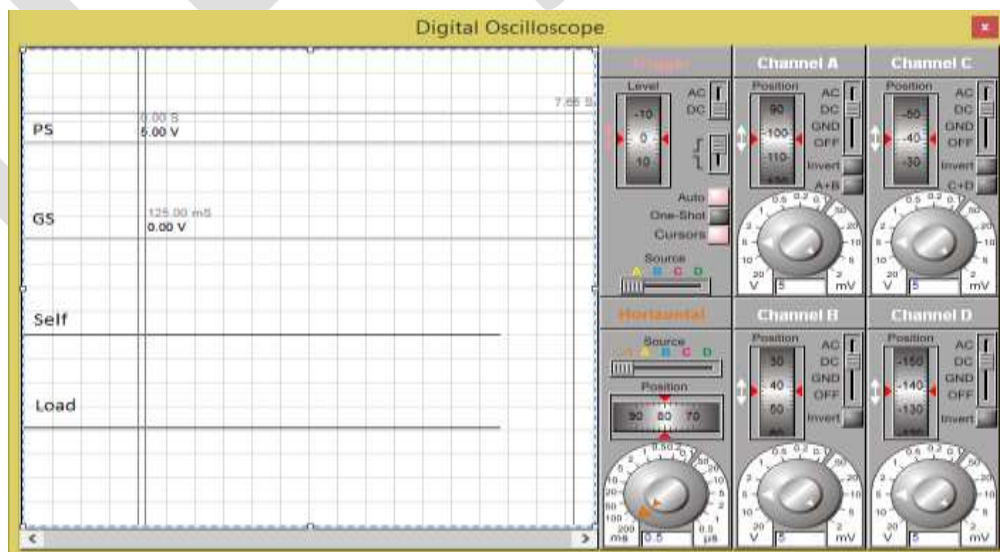 Digital Oscilloscope
PS
0.00 S
5.00 V
7.65 S
GS
125.00 mS
0.00 V
Self
Load
Trigger
Level
-10
0
10
AC
DC
Auto
One-Shot
Cursors
Source
A B C D
Channel A
Position
90
100
110
AC
DC
GND
OFF
Invert
A+B
V 5 mV
Channel C
Position
-50
-40
-30
AC
DC
GND
OFF
Invert
C+D
V 5 mV
Horizontal
Source
A B C D
Position
90 80 70
ms 0.5 µs
Channel B
Position
30
40
50
AC
DC
GND
OFF
Invert
V 5 mV
Channel D
Position
-150
-140
-130
AC
DC
GND
OFF
Invert
V 5 mV